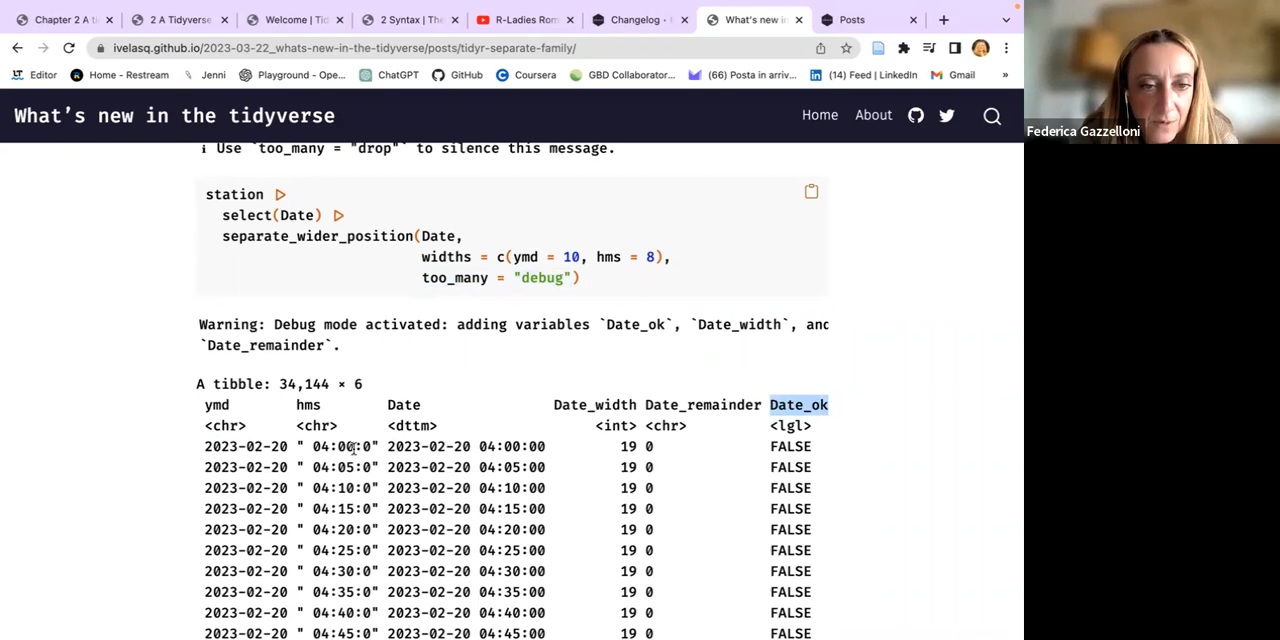 Chapter 2 A ti
2 A Tidyverse
Welcome | Tid
2 Syntax | The
R-Ladies Rom
Changelog •
What's new in
Posts
ivelasq.github.io/2023-03-22_whats-new-in-the-tidyverse/posts/tidyr-separate-family/
Editor
Home - Restream
Jenni
Playground - Ope...
ChatGPT
GitHub
Coursera
GBD Collaborator...
(66) Posta in arriv...
(14) Feed | LinkedIn
Gmail
»
What's new in the tidyverse
Home
About
Federica Gazzelloni
i Use `too_many = "drop"` to silence this message.
station ▷
select(Date) ▷
separate_wider_position(Date,
widths = c(ymd = 10, hms = 8),
too_many = "debug")
Warning: Debug mode activated: adding variables `Date_ok`, `Date_width`, and
`Date_remainder`.
A tibble: 34,144 × 6
ymd hms Date Date_width Date_remainder Date_ok
<chr> <chr> <dttm> <int> <chr> <lgl>
2023-02-20 " 04:00:0" 2023-02-20 04:00:00 19 0 FALSE
2023-02-20 " 04:05:0" 2023-02-20 04:05:00 19 0 FALSE
2023-02-20 " 04:10:0" 2023-02-20 04:10:00 19 0 FALSE
2023-02-20 " 04:15:0" 2023-02-20 04:15:00 19 0 FALSE
2023-02-20 " 04:20:0" 2023-02-20 04:20:00 19 0 FALSE
2023-02-20 " 04:25:0" 2023-02-20 04:25:00 19 0 FALSE
2023-02-20 " 04:30:0" 2023-02-20 04:30:00 19 0 FALSE
2023-02-20 " 04:35:0" 2023-02-20 04:35:00 19 0 FALSE
2023-02-20 " 04:40:0" 2023-02-20 04:40:00 19 0 FALSE
2023-02-20 " 04:45:0" 2023-02-20 04:45:00 19 0 FALSE